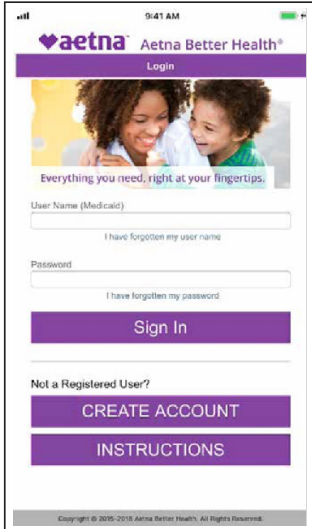 9:41 AM
aetna Aetna Better Health®
Login
Everything you need, right at your fingertips.
User Name (Medicaid)
I have forgotten my user name
Password
I have forgotten my password
Sign In
Not a Registered User?
CREATE ACCOUNT
INSTRUCTIONS
Copyright © 2015-2018 Aetna Better Health. All Rights Reserved.